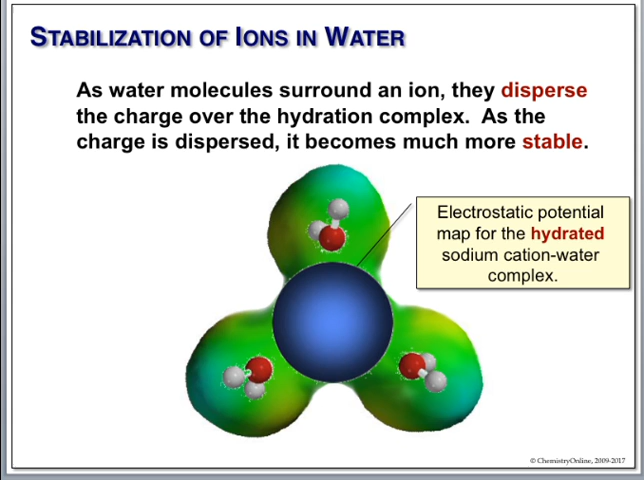 STABILIZATION OF IONS IN WATER
As water molecules surround an ion, they disperse
the charge over the hydration complex. As the
charge is dispersed, it becomes much more stable.
Electrostatic potential
map for the hydrated
sodium cation-water
complex.
© ChemistryOnline, 2009-2017